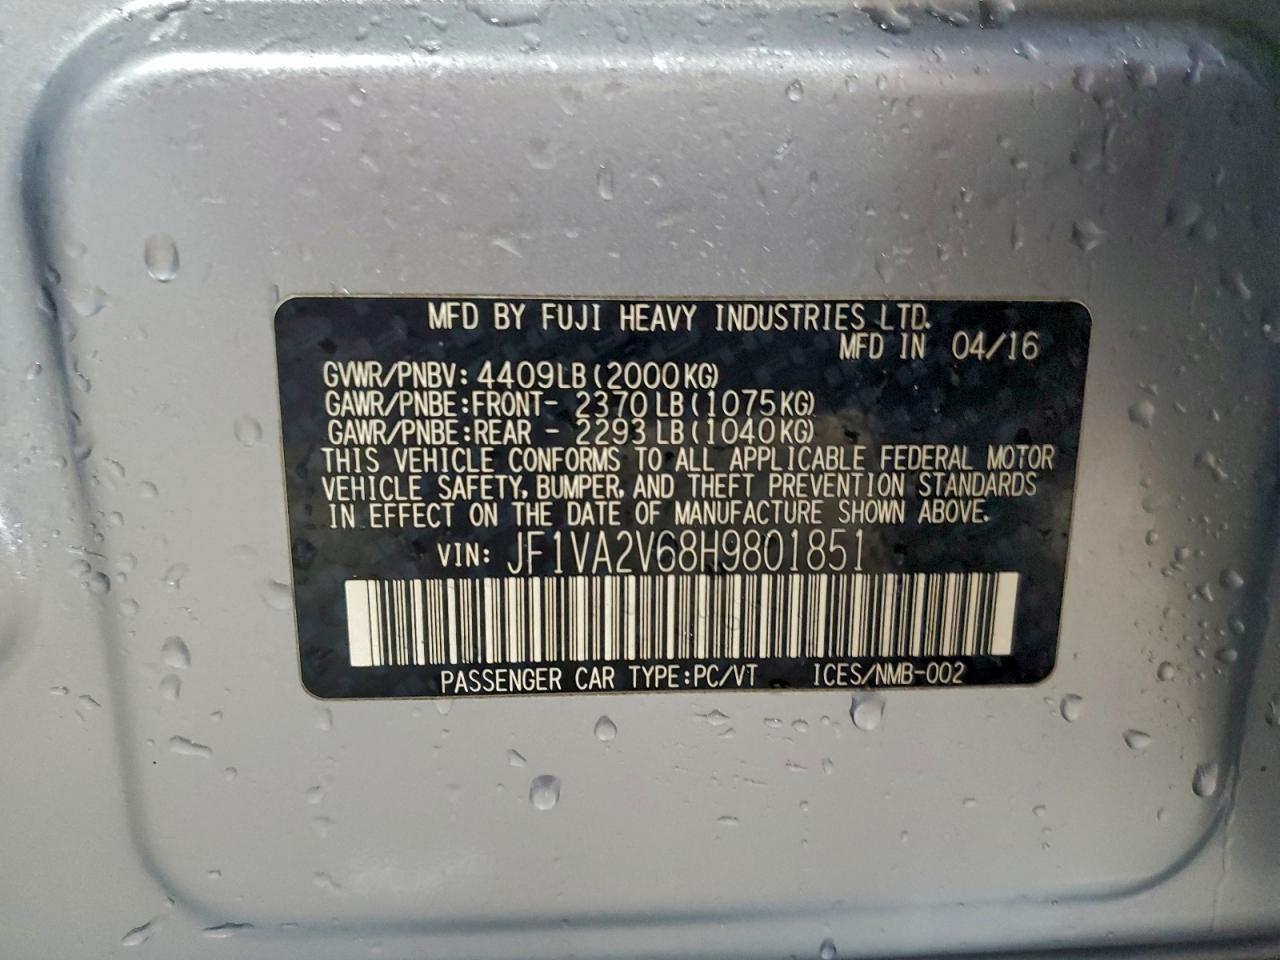 MFD BY FUJI HEAVY INDUSTRIES LTD.
MFD IN 04/16
GVWR/PNBV: 4409LB(2000KG)
GAWR/PNBE:FRONT- 2370LB(1075KG)
GAWR/PNBE:REAR - 2293LB(1040KG)
THIS VEHICLE CONFORMS TO ALL APPLICABLE FEDERAL MOTOR
VEHICLE SAFETY, BUMPER, AND THEFT PREVENTION STANDARDS
IN EFFECT ON THE DATE OF MANUFACTURE SHOWN ABOVE.
VIN: JF1VA2V68H9801851
PASSENGER CAR TYPE:PC/VT ICES/NMB-002